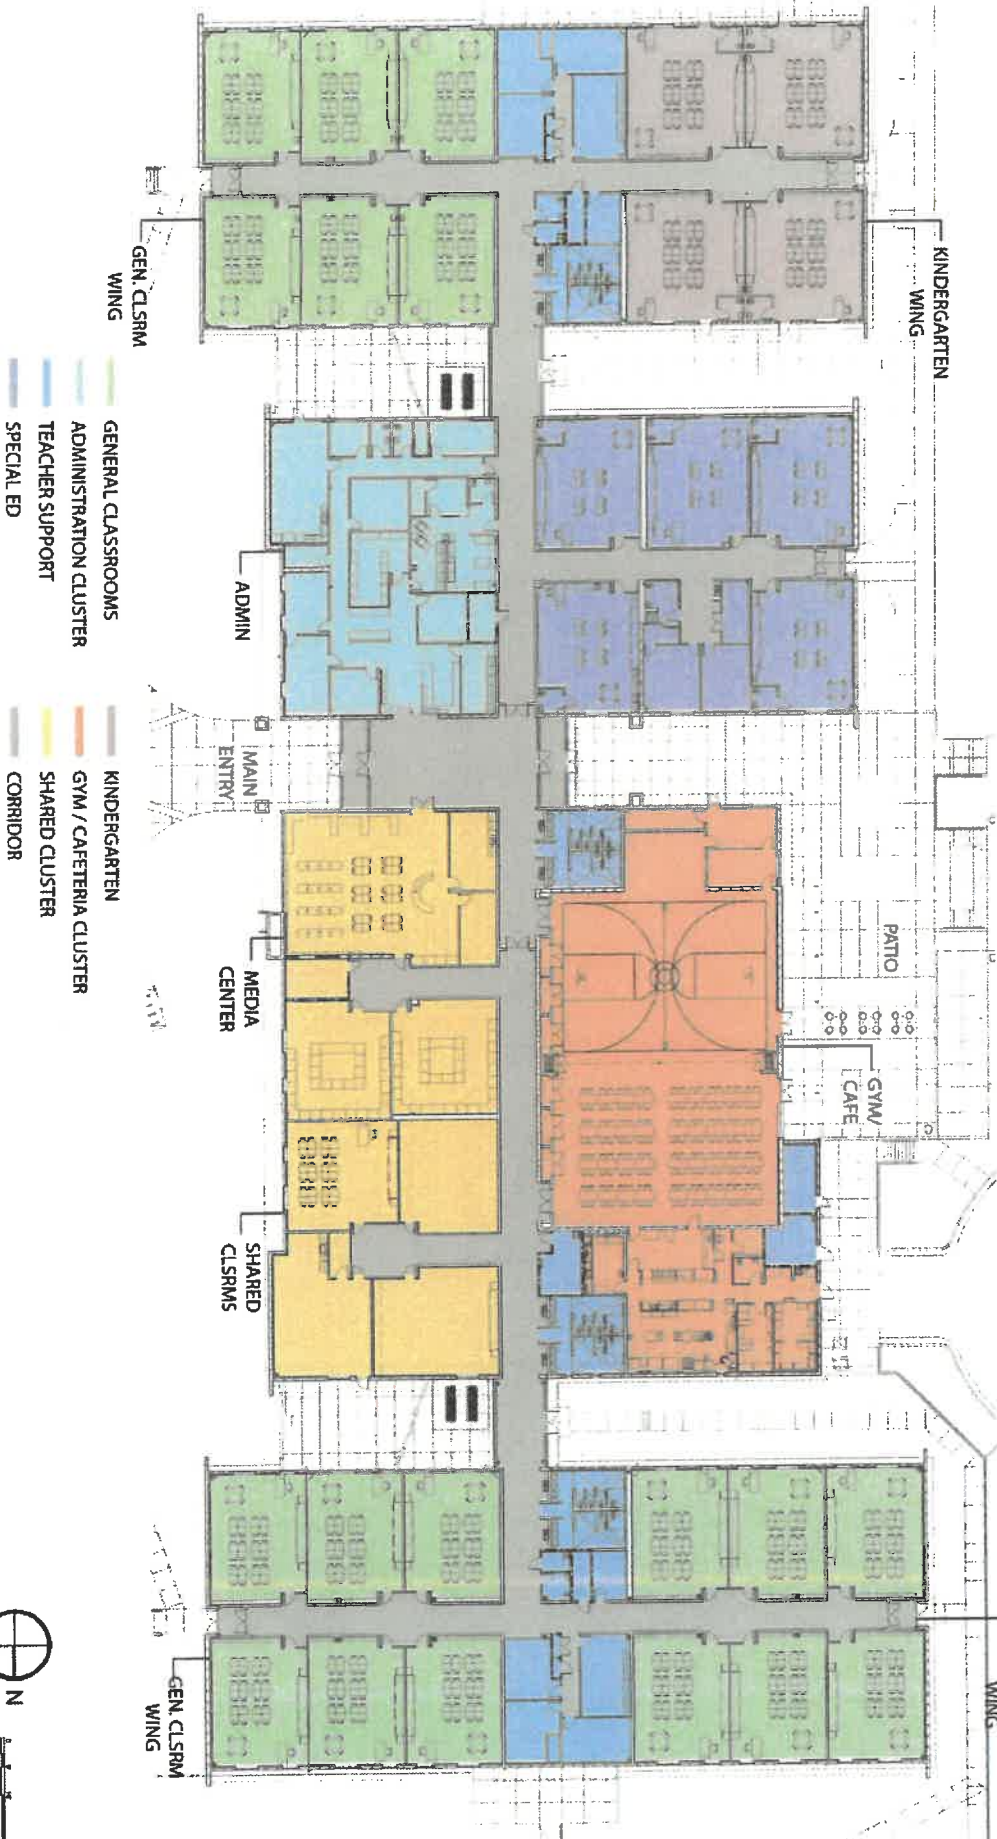 KINDERGARTEN
WING
GEN. CLSRM
WING
ADMIN
MAIN
ENTRY
PATIO
GYM/
CAFE
MEDIA
CENTER
SHARED
CLSRMS
WING
GEN. CLSRM
WING
GENERAL CLASSROOMS
ADMINISTRATION CLUSTER
TEACHER SUPPORT
SPECIAL ED
KINDERGARTEN
GYM / CAFETERIA CLUSTER
SHARED CLUSTER
CORRIDOR
N